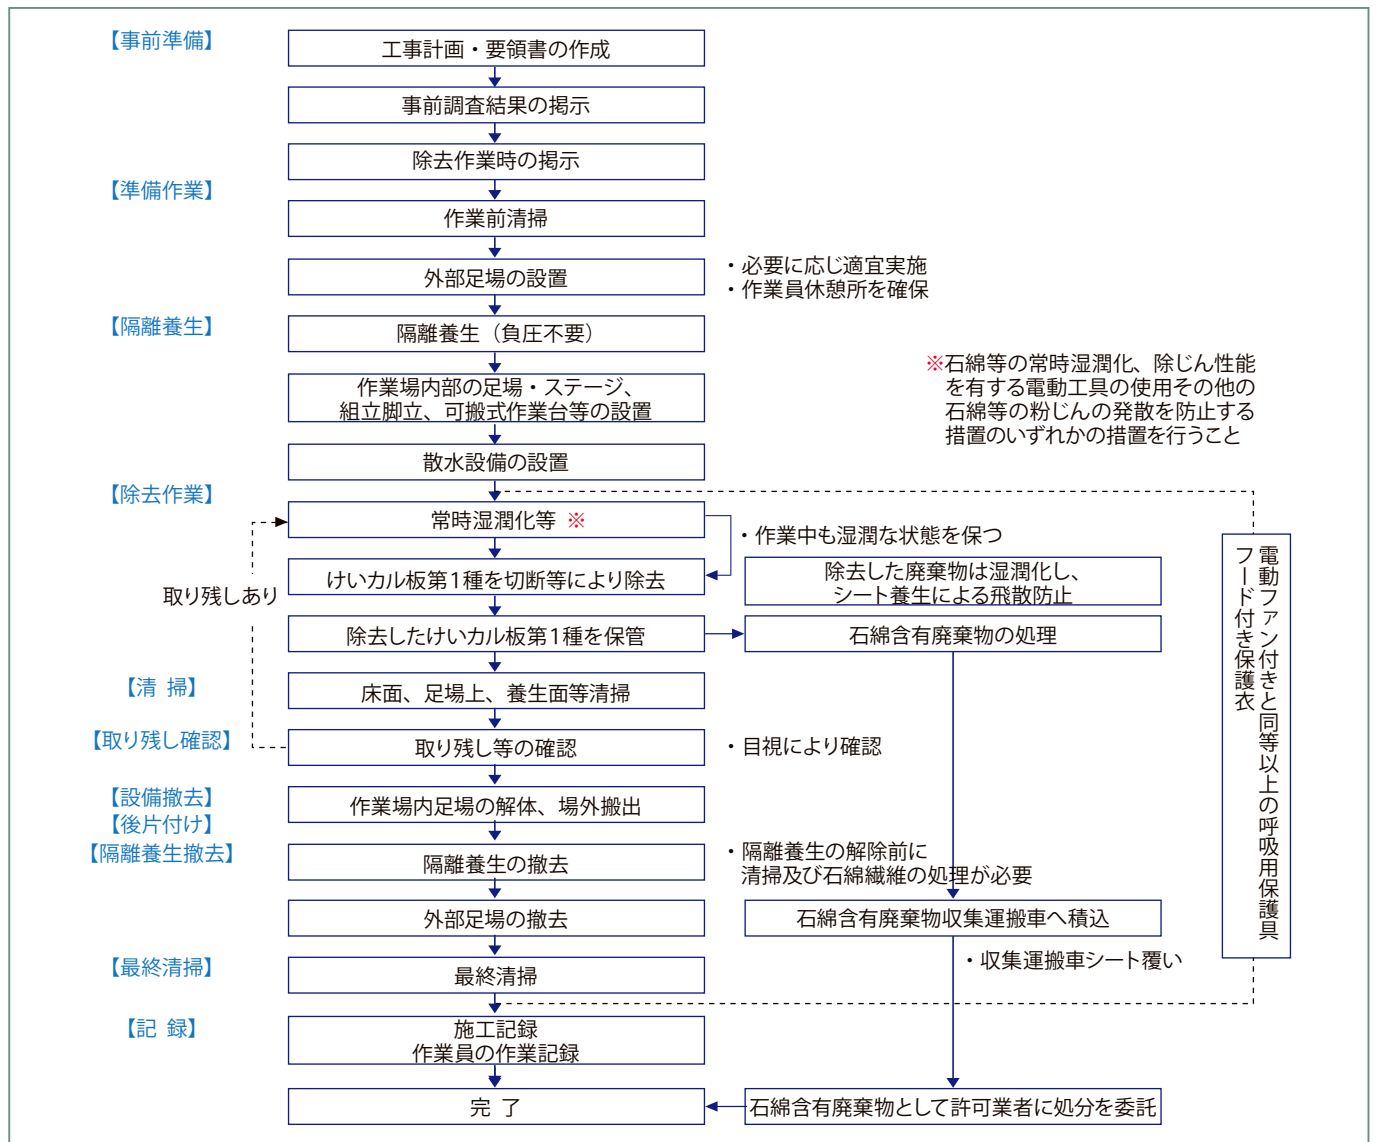 【事前準備】
工事計画・要領書の作成
事前調査結果の掲示
除去作業時の掲示
【準備作業】
作業前清掃
外部足場の設置
・必要に応じ適宜実施
・作業員休憩所を確保
【隔離養生】
隔離養生（負圧不要）
作業場内部の足場・ステージ、
組立脚立、可搬式作業台等の設置
※石綿等の常時湿潤化、除じん性能
を有する電動工具の使用その他の
石綿等の粉じんの発散を防止する
措置のいずれかの措置を行うこと
散水設備の設置
【除去作業】
常時湿潤化等 ※
・作業中も湿潤な状態を保つ
けいカル板第1種を切断等により除去
除去した廃棄物は湿潤化し、
シート養生による飛散防止
取り残しあり
除去したけいカル板第1種を保管
石綿含有廃棄物の処理
電動ファン付きと同等以上の呼吸用保護具
フード付き保護衣
【清 掃】
床面、足場上、養生面等清掃
【取り残し確認】
取り残し等の確認
・目視により確認
【設備撤去】
【後片付け】
作業場内足場の解体、場外搬出
【隔離養生撤去】
隔離養生の撤去
・隔離養生の解除前に
清掃及び石綿繊維の処理が必要
外部足場の撤去
石綿含有廃棄物収集運搬車へ積込
・収集運搬車シート覆い
【最終清掃】
最終清掃
【記 録】
施工記録
作業員の作業記録
完 了
石綿含有廃棄物として許可業者に処分を委託